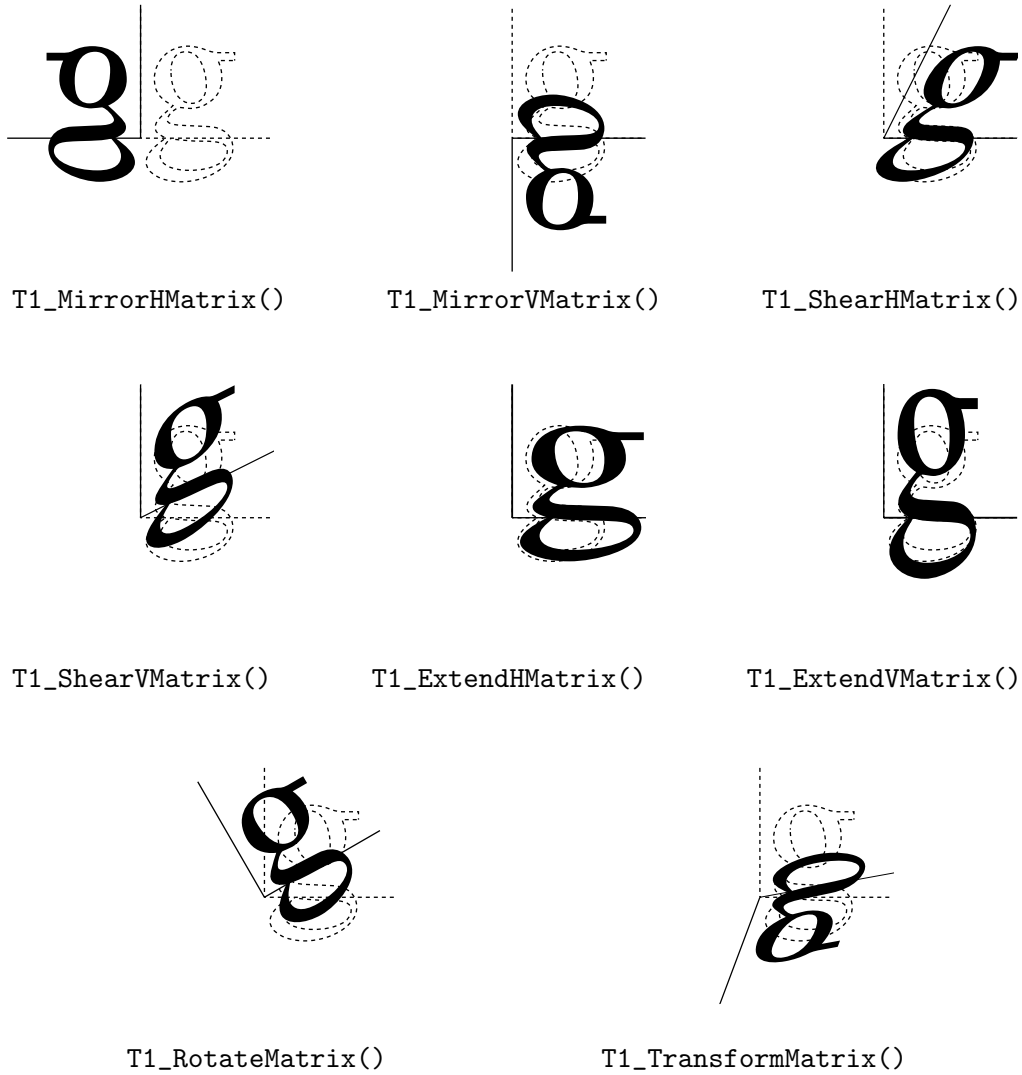 g g
g g
g g
T1_MirrorHMatrix() T1_MirrorVMatrix() T1_ShearHMatrix()
g g
g g
g g
T1_ShearVMatrix() T1_ExtendHMatrix() T1_ExtendVMatrix()
g g
g g
T1_RotateMatrix() T1_TransformMatrix()